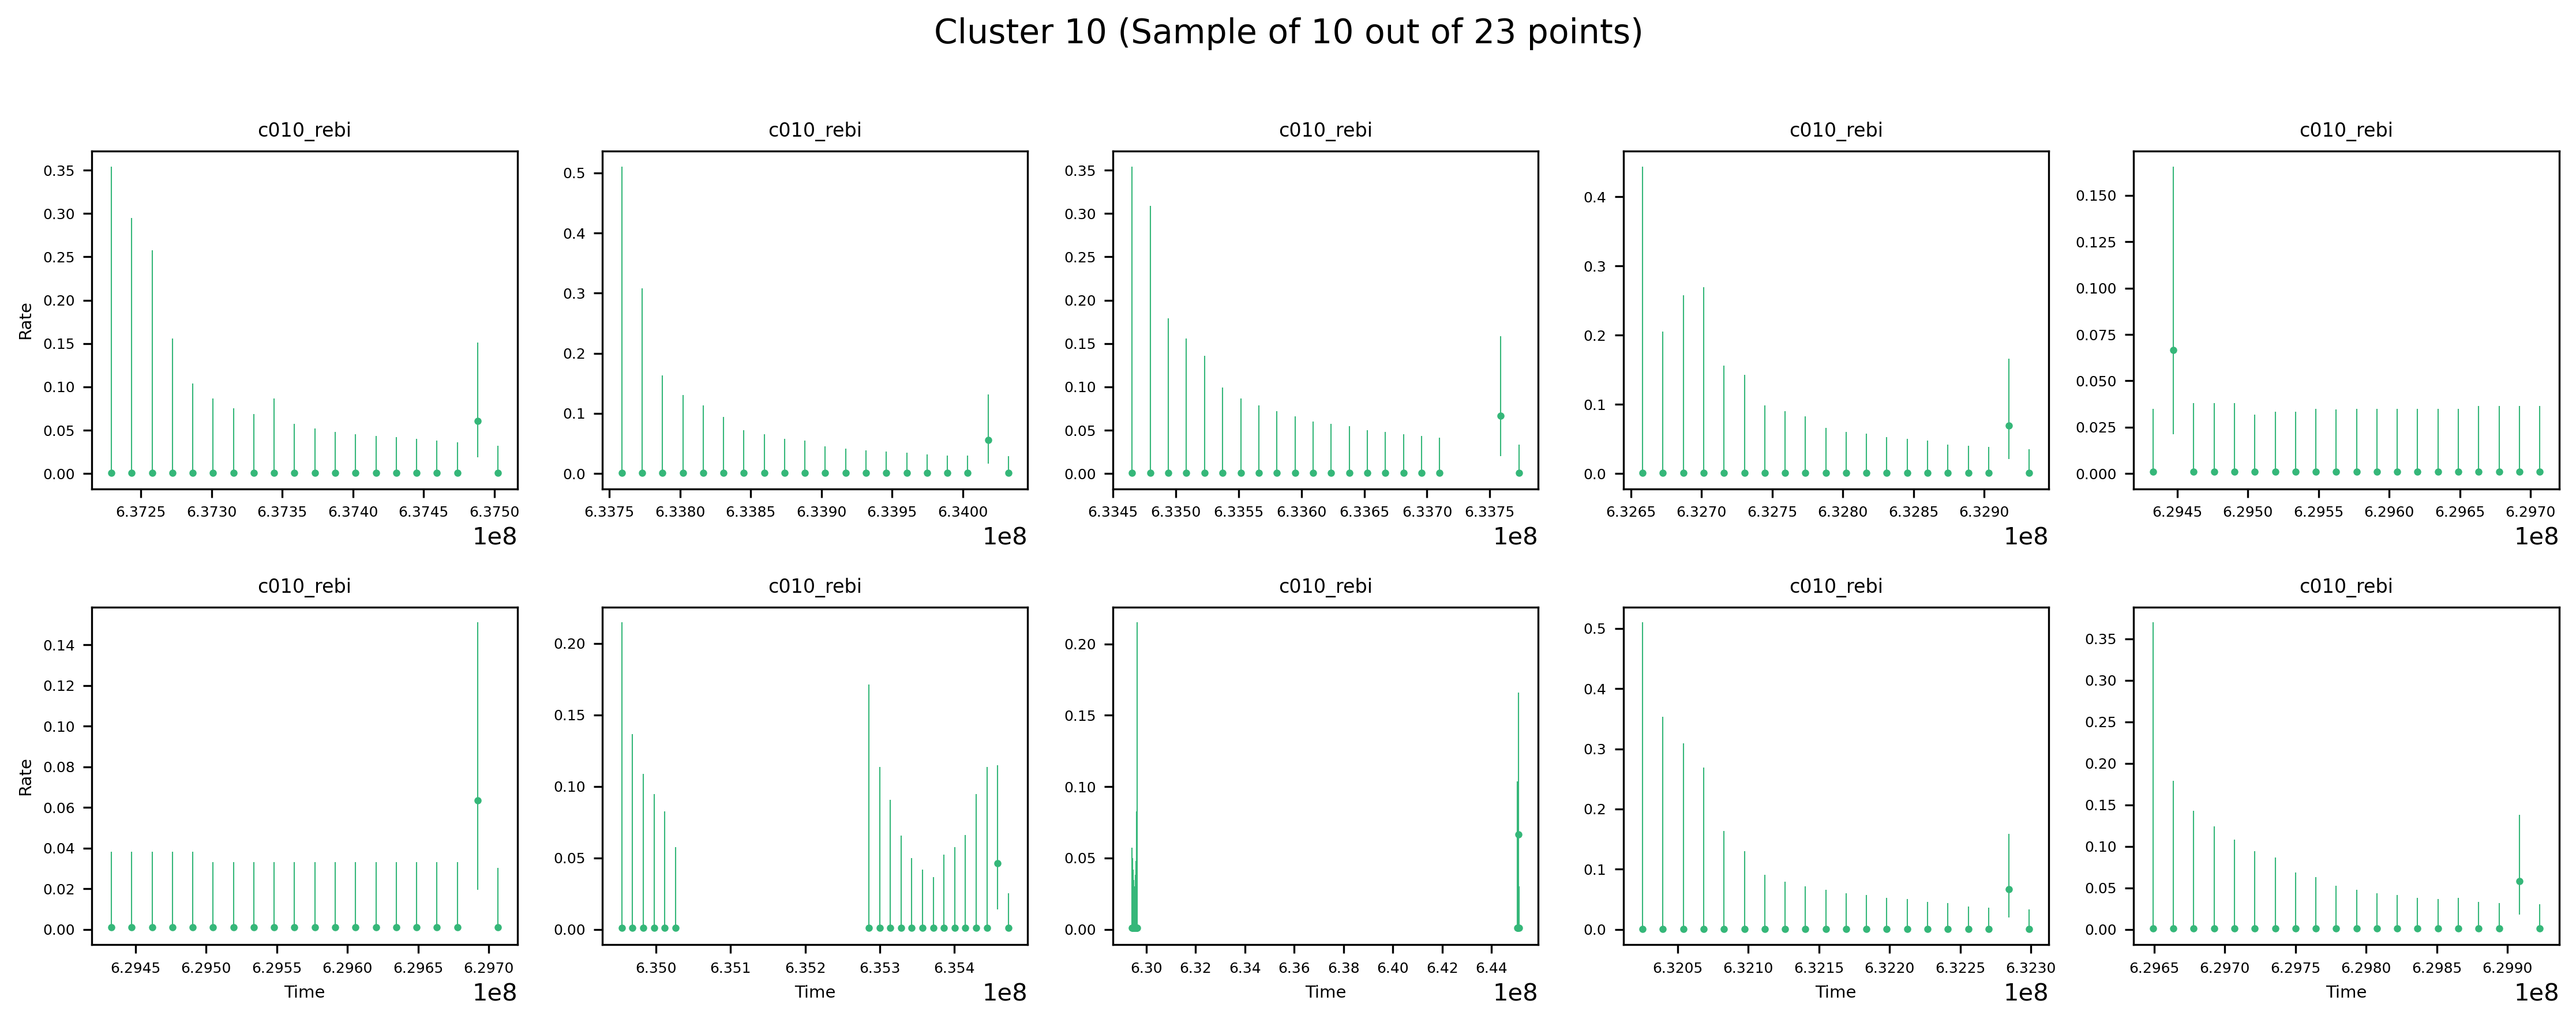 Cluster 10 (Sample of 10 out of 23 points)
c010_rebi c010_rebi c010_rebi c010_rebi c010_rebi
Rate
0.35
0.30
0.25
0.20
0.15
0.10
0.05
0.00
6.3725 6.3730 6.3735 6.3740 6.3745 6.3750
1e8
0.5
0.4
0.3
0.2
0.1
0.0
6.3375 6.3380 6.3385 6.3390 6.3395 6.3400
1e8
0.35
0.30
0.25
0.20
0.15
0.10
0.05
0.00
6.3345 6.3350 6.3355 6.3360 6.3365 6.3370 6.3375
1e8
0.4
0.3
0.2
0.1
0.0
6.3265 6.3270 6.3275 6.3280 6.3285 6.3290
1e8
0.150
0.125
0.100
0.075
0.050
0.025
0.000
6.2945 6.2950 6.2955 6.2960 6.2965 6.2970
1e8
c010_rebi c010_rebi c010_rebi c010_rebi c010_rebi
Rate
0.14
0.12
0.10
0.08
0.06
0.04
0.02
0.00
6.2945 6.2950 6.2955 6.2960 6.2965 6.2970
Time
1e8
0.20
0.15
0.10
0.05
0.00
6.350 6.351 6.352 6.353 6.354
Time
1e8
0.20
0.15
0.10
0.05
0.00
6.30 6.32 6.34 6.36 6.38 6.40 6.42 6.44
Time
1e8
0.5
0.4
0.3
0.2
0.1
0.0
6.3205 6.3210 6.3215 6.3220 6.3225 6.3230
Time
1e8
0.35
0.30
0.25
0.20
0.15
0.10
0.05
0.00
6.2965 6.2970 6.2975 6.2980 6.2985 6.2990
Time
1e8